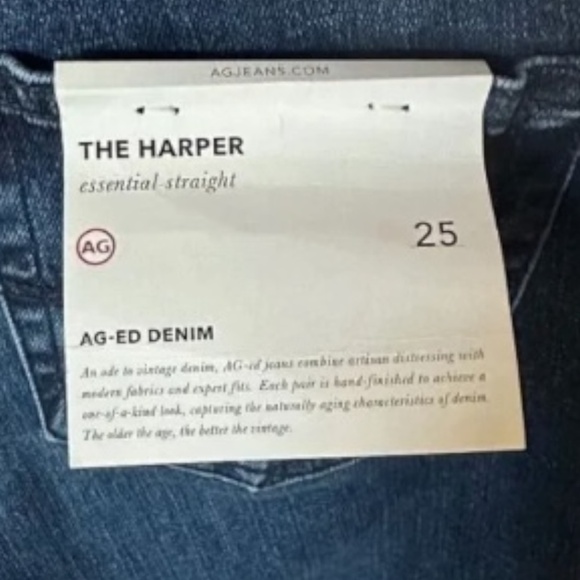 AGJEANS.COM
THE HARPER
essential straight
AG
25
AG-ED DENIM
An ode to vintage denim, AG-ed jeans combine artisan distressing with
modern fabrics and expert fits. Each pair is hand-finished to achieve a
one-of-a-kind look, capturing the naturally aging characteristics of denim.
The older the age, the better the vintage.